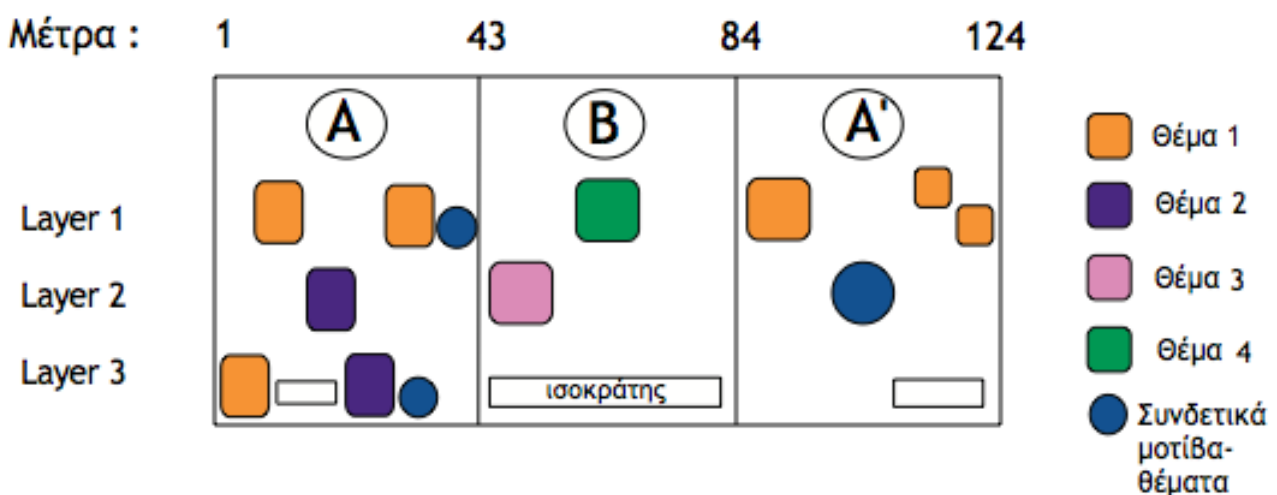 Μέτρα : 1 43 84 124
A B A'
Layer 1
Layer 2
Layer 3
ισοκράτης
Θέμα 1
Θέμα 2
Θέμα 3
Θέμα 4
Συνδετικά
μοτίβα-
θέματα